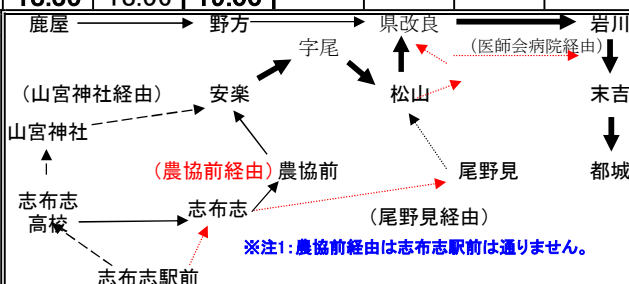 鹿屋 野方 県改良 岩川
字尾 (医師会病院経由)
(山宮神社経由) 安楽 松山 末吉
山宮神社
(農協前経由) 農協前 尾野見 都城
志布志
高校 志布志 (尾野見経由)
※注1:農協前経由は志布志駅前は通りません。
志布志駅前